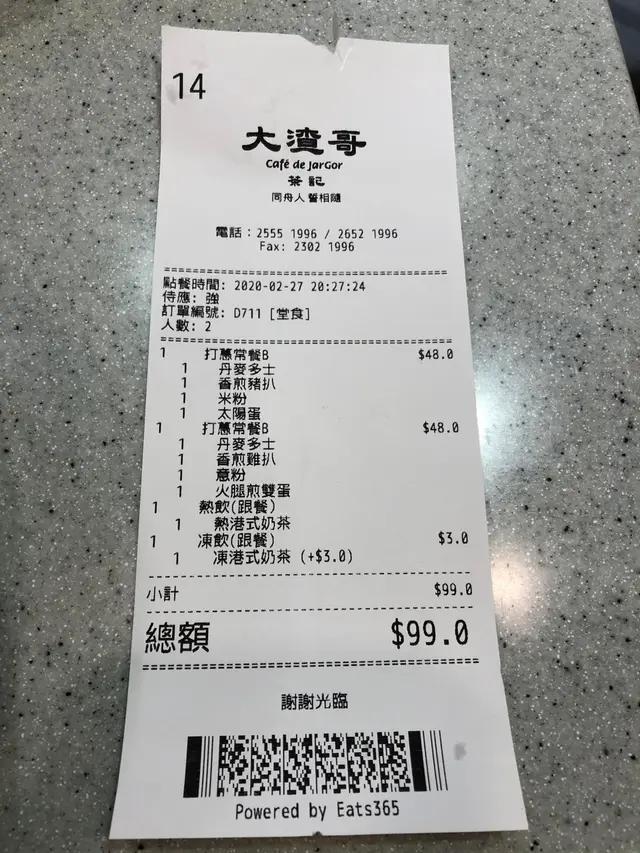 14
大渣哥
Café de JarGor
茶記
同舟人誓相隨
電話：2555 1996 / 2652 1996
Fax: 2302 1996
點餐時間: 2020-02-27 20:27:24
侍應: 強
訂單編號: D711 [堂食]
人數: 2
1 打薏常餐B $48.0
1 丹麥多士
1 香煎豬扒
1 米粉
1 太陽蛋
1 打薏常餐B $48.0
1 丹麥多士
1 香煎雞扒
1 意粉
1 火腿煎雙蛋
1 熱飲(跟餐)
1 熱港式奶茶
1 凍飲(跟餐) $3.0
1 凍港式奶茶 (+$3.0)
小計 $99.0
總額 $99.0
謝謝光臨
Powered by Eats365